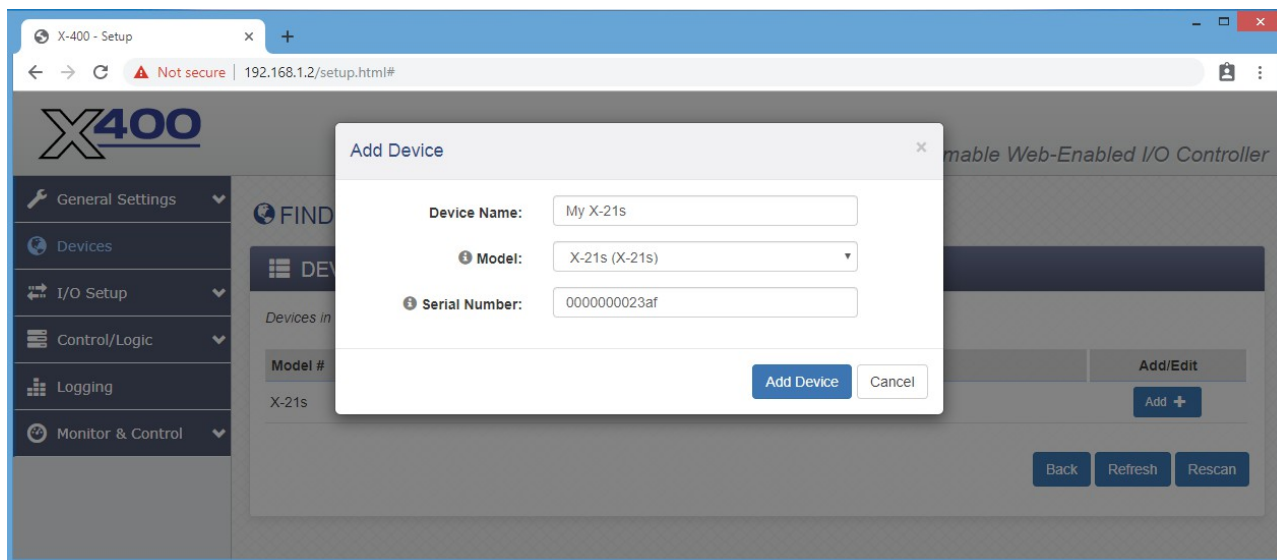 X-400 - Setup
Not secure | 192.168.1.2/setup.html#
X400
mable Web-Enabled I/O Controller
General Settings
Devices
I/O Setup
Control/Logic
Logging
Monitor & Control
FIND
DEV
Devices in
Model #
Add/Edit
X-21s
Add
Back
Refresh
Rescan
Add Device
Device Name:
My X-21s
Model:
X-21s (X-21s)
Serial Number:
0000000023af
Add Device
Cancel